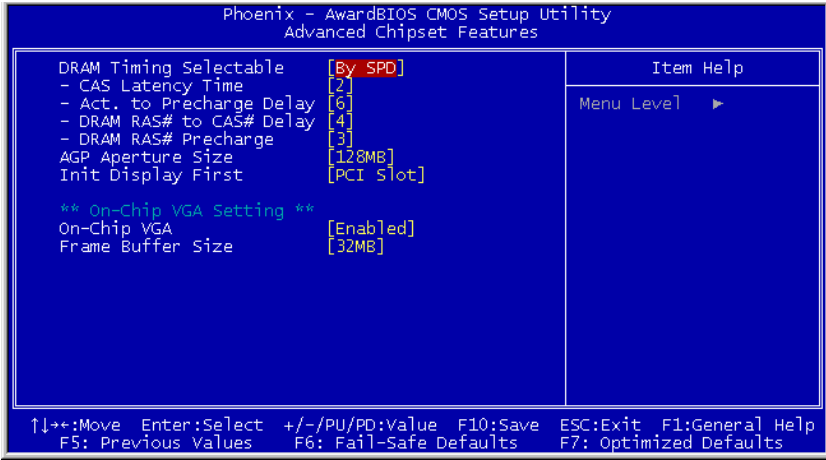 Phoenix - AwardBIOS CMOS Setup Utility
Advanced Chipset Features
DRAM Timing Selectable [By SPD]
- CAS Latency Time [2]
- Act. to Precharge Delay [6]
- DRAM RAS# to CAS# Delay [4]
- DRAM RAS# Precharge [3]
AGP Aperture Size [128MB]
Init Display First [PCI Slot]
** On-Chip VGA Setting **
On-Chip VGA [Enabled]
Frame Buffer Size [32MB]
Item Help
Menu Level ►
↑↓→←:Move Enter:Select +/-/PU/PD:Value F10:Save ESC:Exit F1:General Help
F5: Previous Values F6: Fail-Safe Defaults F7: Optimized Defaults